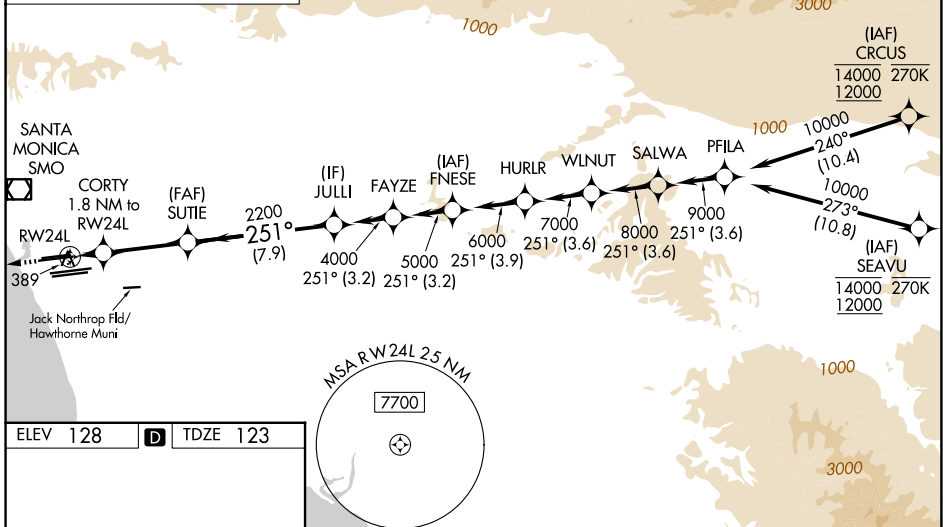 3000
1000
(IAF)
CRCUS
14000 270K
12000
SANTA
MONICA
SMO
CORTY
1.8 NM to
RW24L
(FAF)
SUTIE
(IF)
JULLI
FAYZE
(IAF)
FNESE
HURLR
WLNUT
SALWA
PFILA
1000
10000
240°
(10.4)
10000
273°
(10.8)
RW24L
389
2200
251°
(7.9)
4000
251° (3.2)
5000
251° (3.2)
6000
251° (3.9)
7000
251° (3.6)
8000
251° (3.6)
9000
251° (3.6)
(IAF)
SEAVU
14000 270K
12000
Jack Northrop Fld/
Hawthorne Muni
MSA RW24L 25 NM
7700
1000
3000
ELEV 128 D TDZE 123